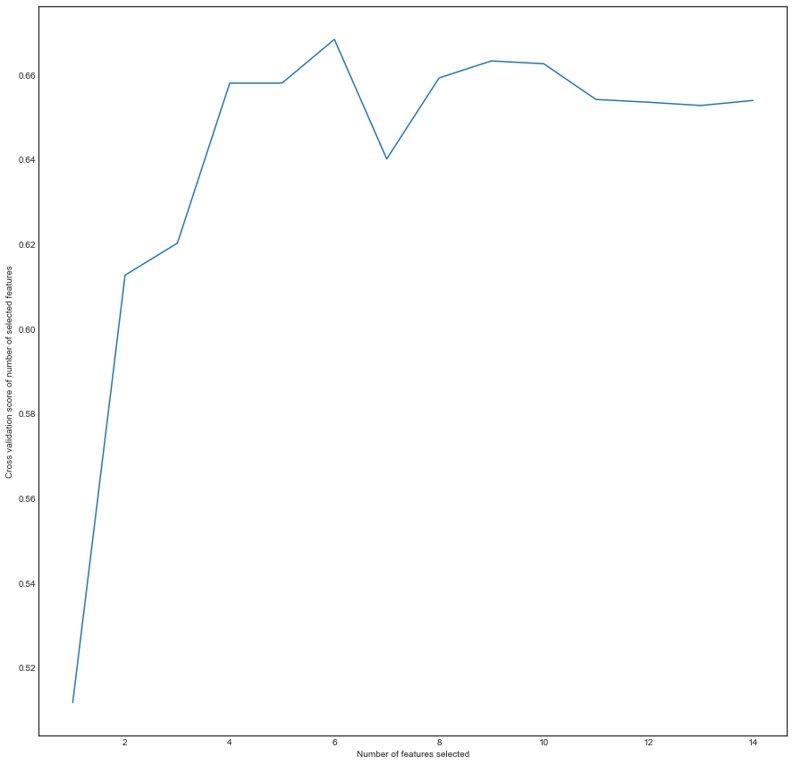 Cross validation score of number of selected features
0.66
0.64
0.62
0.60
0.58
0.56
0.54
0.52
2 4 6 8 10 12 14
Number of features selected